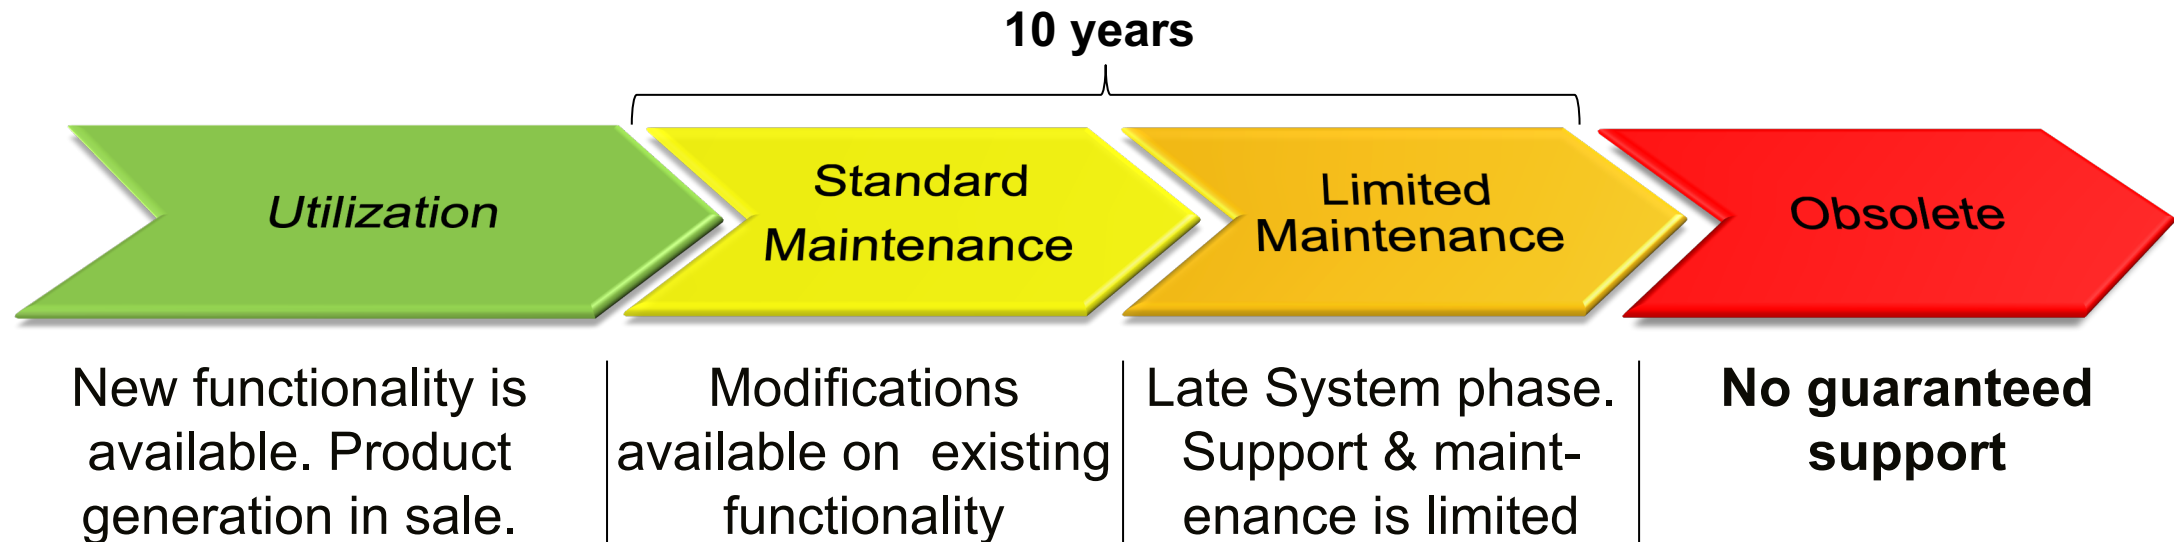 10 years
Utilization
Standard
Maintenance
Limited
Maintenance
Obsolete
New functionality is
available. Product
generation in sale.
Modifications
available on  existing
functionality
Late System phase.
Support & maint-
enance is limited
No guaranteed
support